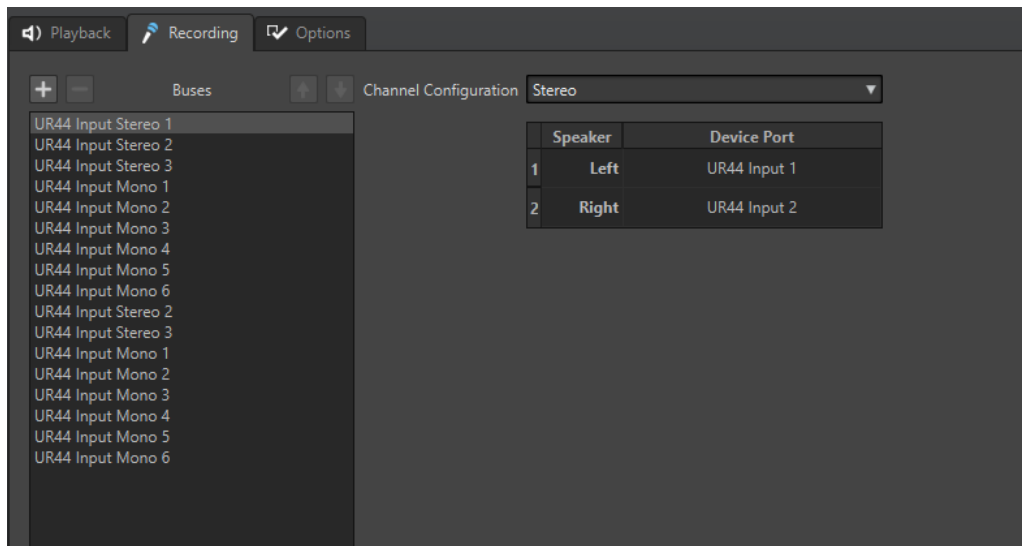 Playback Recording Options
Buses Channel Configuration Stereo
UR44 Input Stereo 1
UR44 Input Stereo 2
UR44 Input Stereo 3
UR44 Input Mono 1
UR44 Input Mono 2
UR44 Input Mono 3
UR44 Input Mono 4
UR44 Input Mono 5
UR44 Input Mono 6
UR44 Input Stereo 2
UR44 Input Stereo 3
UR44 Input Mono 1
UR44 Input Mono 2
UR44 Input Mono 3
UR44 Input Mono 4
UR44 Input Mono 5
UR44 Input Mono 6
Speaker Device Port
1 Left UR44 Input 1
2 Right UR44 Input 2